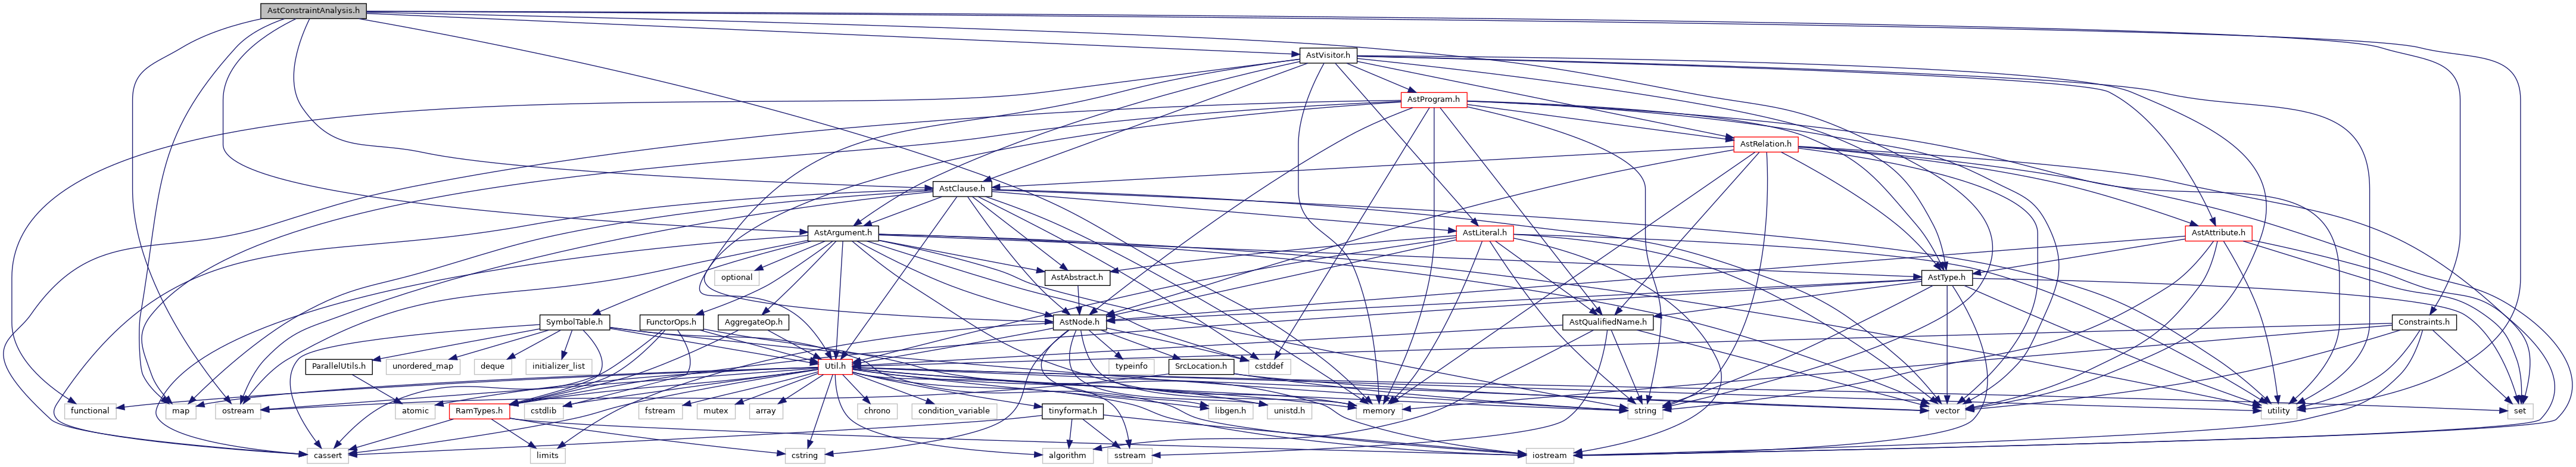 AstConstraintAnalysis.h
AstVisitor.h
AstProgram.h
AstRelation.h
AstClause.h
AstArgument.h
AstLiteral.h
AstAttribute.h
optional
AstAbstract.h
AstType.h
SymbolTable.h
FunctorOps.h
AggregateOp.h
AstNode.h
AstQualifiedName.h
Constraints.h
ParallelUtils.h
unordered_map
deque
initializer_list
Util.h
typeinfo
SrcLocation.h
cstddef
functional
map
ostream
atomic
RamTypes.h
cstdlib
fstream
mutex
array
chrono
condition_variable
tinyformat.h
libgen.h
unistd.h
memory
string
vector
utility
set
cassert
limits
cstring
algorithm
sstream
iostream